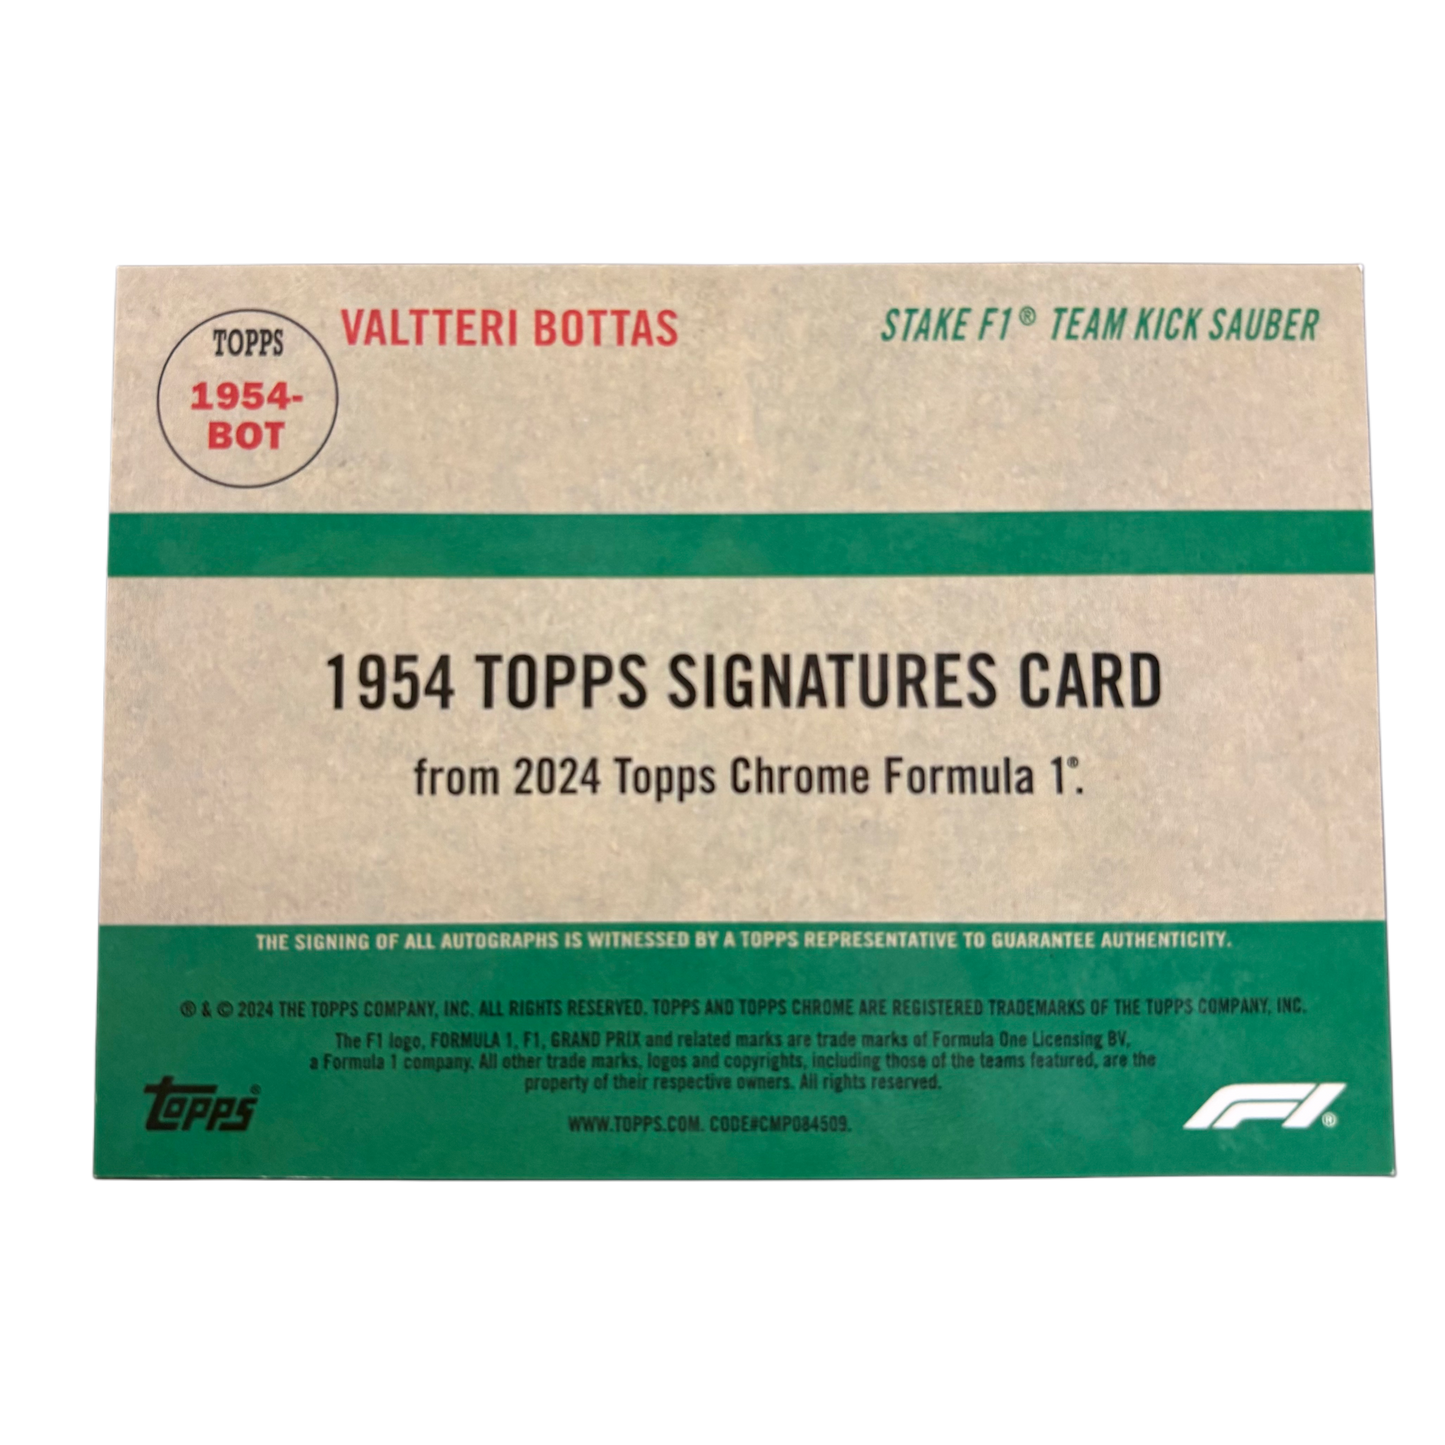 TOPPS
1954-
BOT
VALTTERI BOTTAS
STAKE F1® TEAM KICK SAUBER
1954 TOPPS SIGNATURES CARD
from 2024 Topps Chrome Formula 1®.
THE SIGNING OF ALL AUTOGRAPHS IS WITNESSED BY A TOPPS REPRESENTATIVE TO GUARANTEE AUTHENTICITY.
® & © 2024 THE TOPPS COMPANY, INC. ALL RIGHTS RESERVED. TOPPS AND TOPPS CHROME ARE REGISTERED TRADEMARKS OF THE TOPPS COMPANY, INC.
The F1 logo, FORMULA 1, F1, GRAND PRIX and related marks are trade marks of Formula One Licensing BV,
a Formula 1 company. All other trade marks, logos and copyrights, including those of the teams featured, are the
property of their respective owners. All rights reserved.
WWW.TOPPS.COM. CODE#CMP084509.
topps®
F1®